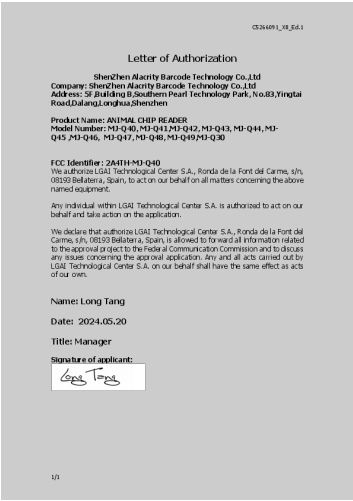 C5266091_X8_Ed.1
Letter of Authorization
ShenZhen Alacrity Barcode Technology Co.,Ltd
Company: ShenZhen Alacrity Barcode Technology Co.,Ltd
Address: 5F,Building B,Southern Pearl Technology Park, No.83,Yingtai
Road,Dalang,Longhua,Shenzhen
Product Name: ANIMAL CHIP READER
Model Number: MJ-Q40, MJ-Q41,MJ-Q42, MJ-Q43, MJ-Q44, MJ-
Q45 ,MJ-Q46, MJ-Q47, MJ-Q48, MJ-Q49,MJ-Q30
FCC Identifier: 2A4TH-MJ-Q40
We authorize LGAI Technological Center S.A., Ronda de la Font del Carme, s/n,
08193 Bellaterra, Spain, to act on our behalf on all matters concerning the above
named equipment.
Any individual within LGAI Technological Center S.A. is authorized to act on our
behalf and take action on the application.
We declare that authorize LGAI Technological Center S.A., Ronda de la Font del
Carme, s/n, 08193 Bellaterra, Spain, is allowed to forward all information related
to the approval project to the Federal Communication Commission and to discuss
any issues concerning the approval application. Any and all acts carried out by
LGAI Technological Center S.A. on our behalf shall have the same effect as acts
of our own.
Name: Long Tang
Date: 2024.05.20
Title: Manager
Signature of applicant:
Long Tang
1/1